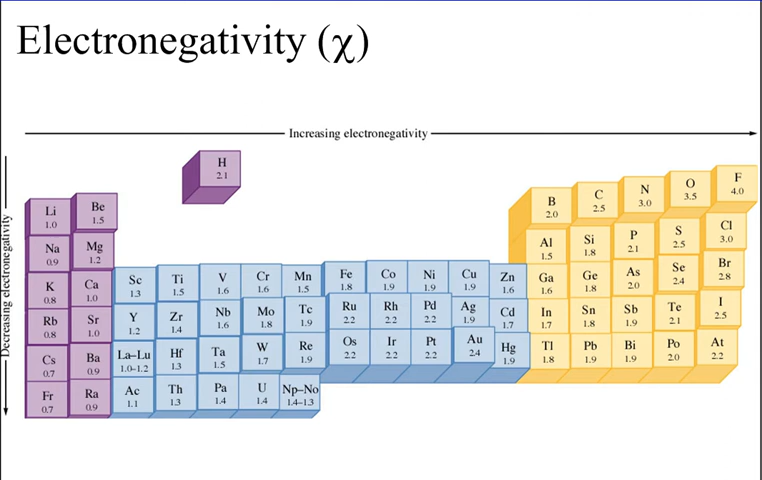 Electronegativity (χ)
Increasing electronegativity
Decreasing electronegativity
H
2.1
Li
1.0
Be
1.5
B
2.0
C
2.5
N
3.0
O
3.5
F
4.0
Na
0.9
Mg
1.2
Al
1.5
Si
1.8
P
2.1
S
2.5
Cl
3.0
K
0.8
Ca
1.0
Sc
1.3
Ti
1.5
V
1.6
Cr
1.6
Mn
1.5
Fe
1.8
Co
1.9
Ni
1.9
Cu
1.9
Zn
1.6
Ga
1.6
Ge
1.8
As
2.0
Se
2.4
Br
2.8
Rb
0.8
Sr
1.0
Y
1.2
Zr
1.4
Nb
1.6
Mo
1.8
Tc
1.9
Ru
2.2
Rh
2.2
Pd
2.2
Ag
1.9
Cd
1.7
In
1.7
Sn
1.8
Sb
1.9
Te
2.1
I
2.5
Cs
0.7
Ba
0.9
La–Lu
1.0–1.2
Hf
1.3
Ta
1.5
W
1.7
Re
1.9
Os
2.2
Ir
2.2
Pt
2.2
Au
2.4
Hg
1.9
Tl
1.8
Pb
1.9
Bi
1.9
Po
2.0
At
2.2
Fr
0.7
Ra
0.9
Ac
1.1
Th
1.3
Pa
1.4
U
1.4
Np–No
1.4–1.3